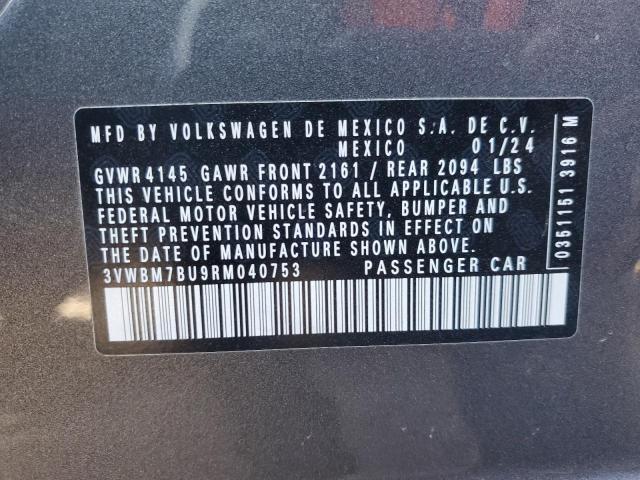 MFD BY VOLKSWAGEN DE MEXICO S.A. DE C.V.
MEXICO 01/24
GVWR 4145 GAWR FRONT 2161 / REAR 2094 LBS
THIS VEHICLE CONFORMS TO ALL APPLICABLE U.S.
FEDERAL MOTOR VEHICLE SAFETY, BUMPER AND
THEFT PREVENTION STANDARDS IN EFFECT ON
THE DATE OF MANUFACTURE SHOWN ABOVE.
3VWBM7BU9RM040753 PASSENGER CAR
0351151 3916 M